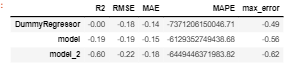 :
R2 RMSE MAE MAPE max_error
DummyRegressor -0.00 -0.18 -0.14 -7371206150046.71 -0.49
model -0.19 -0.19 -0.15 -6129352749438.68 -0.56
model_2 -0.60 -0.22 -0.18 -6449446371983.82 -0.62